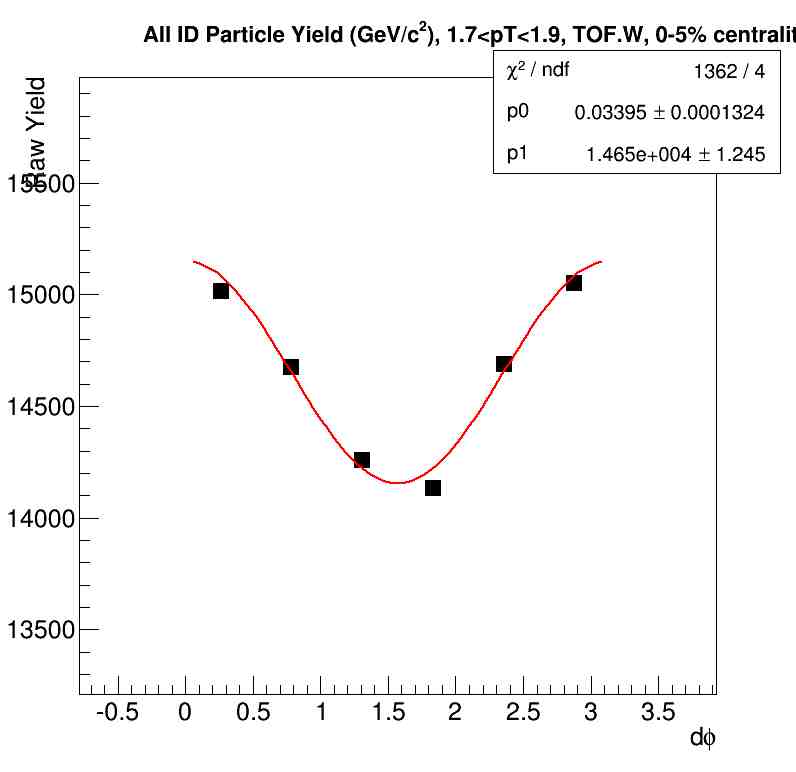 All ID Particle Yield (GeV/c²), 1.7<pT<1.9, TOF.W, 0-5% centralit
χ² / ndf 1362 / 4
p0 0.03395 ± 0.0001324
p1 1.465e+004 ± 1.245
Raw Yield
15500
15000
14500
14000
13500
-0.5 0 0.5 1 1.5 2 2.5 3 3.5
dϕ